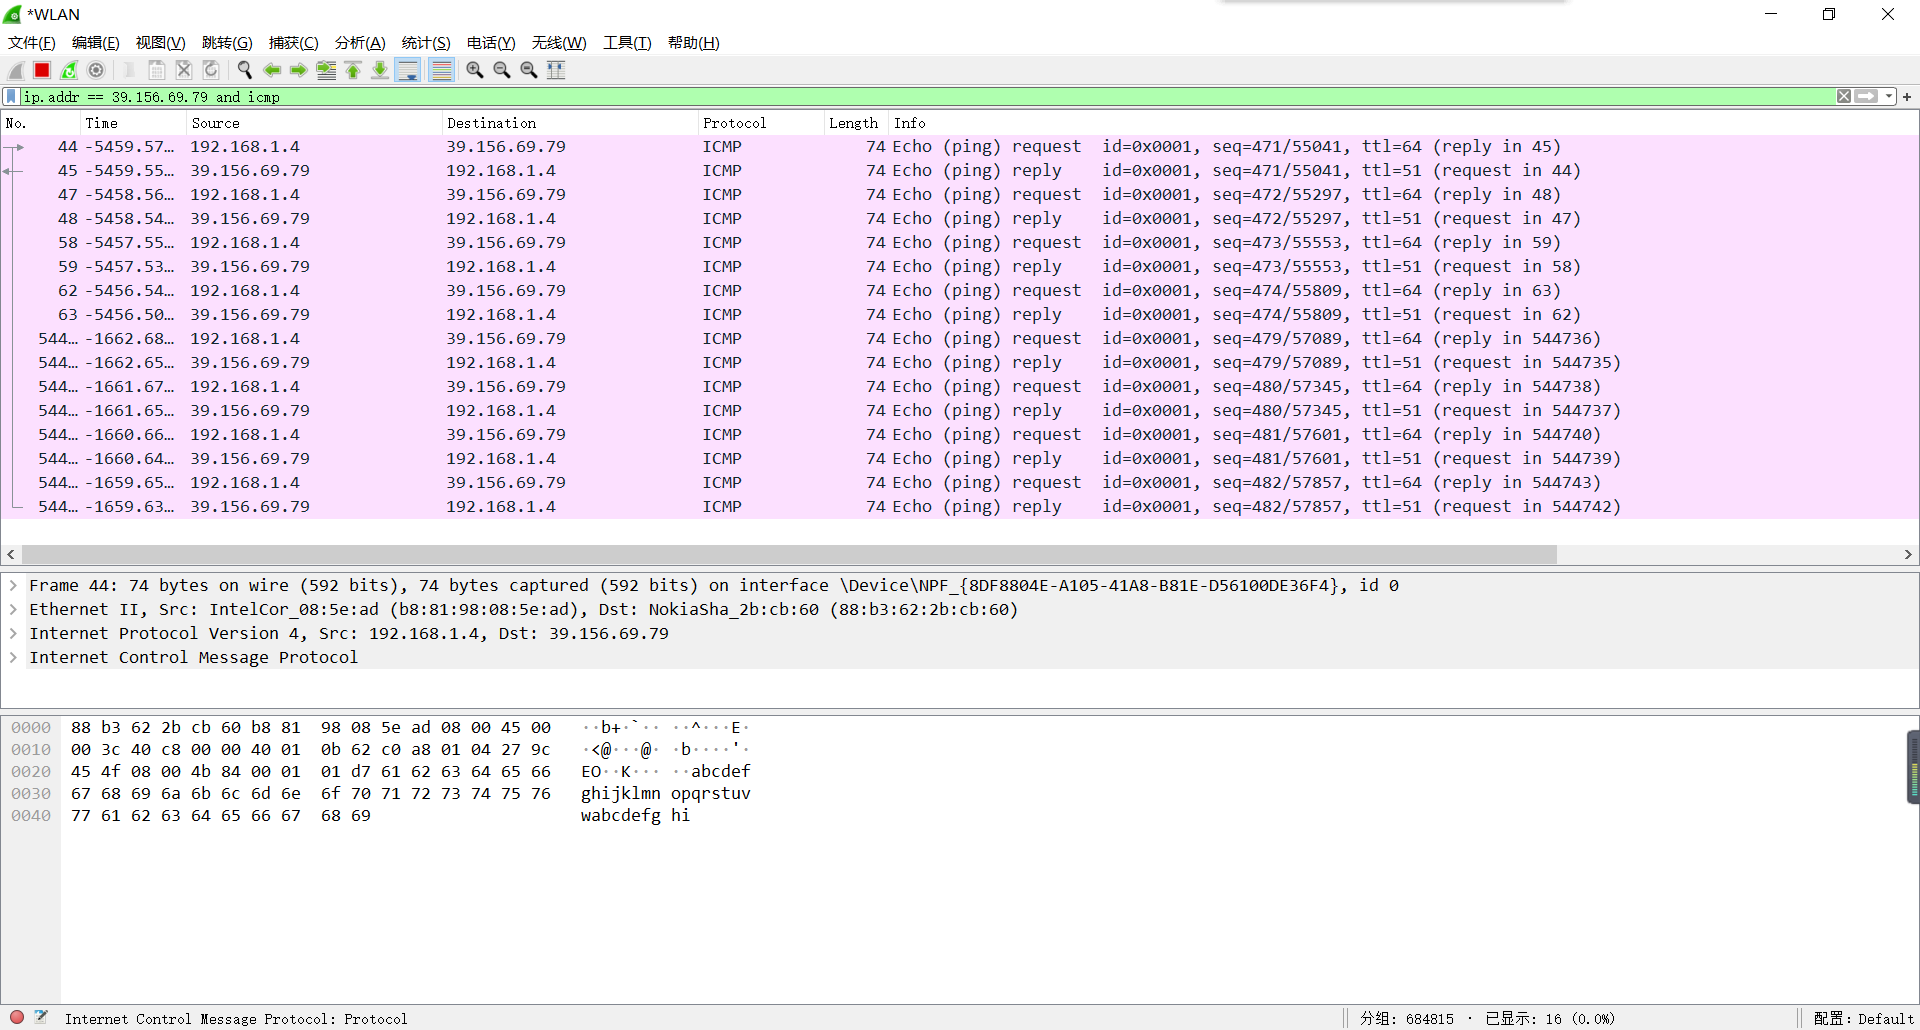 *WLAN
文件(F) 编辑(E) 视图(V) 跳转(G) 捕获(C) 分析(A) 统计(S) 电话(Y) 无线(W) 工具(T) 帮助(H)
ip.addr == 39.156.69.79 and icmp
No. Time Source Destination Protocol Length Info
44 -5459.57… 192.168.1.4 39.156.69.79 ICMP 74 Echo (ping) request id=0x0001, seq=471/55041, ttl=64 (reply in 45)
45 -5459.55… 39.156.69.79 192.168.1.4 ICMP 74 Echo (ping) reply id=0x0001, seq=471/55041, ttl=51 (request in 44)
47 -5458.56… 192.168.1.4 39.156.69.79 ICMP 74 Echo (ping) request id=0x0001, seq=472/55297, ttl=64 (reply in 48)
48 -5458.54… 39.156.69.79 192.168.1.4 ICMP 74 Echo (ping) reply id=0x0001, seq=472/55297, ttl=51 (request in 47)
58 -5457.55… 192.168.1.4 39.156.69.79 ICMP 74 Echo (ping) request id=0x0001, seq=473/55553, ttl=64 (reply in 59)
59 -5457.53… 39.156.69.79 192.168.1.4 ICMP 74 Echo (ping) reply id=0x0001, seq=473/55553, ttl=51 (request in 58)
62 -5456.54… 192.168.1.4 39.156.69.79 ICMP 74 Echo (ping) request id=0x0001, seq=474/55809, ttl=64 (reply in 63)
63 -5456.50… 39.156.69.79 192.168.1.4 ICMP 74 Echo (ping) reply id=0x0001, seq=474/55809, ttl=51 (request in 62)
544… -1662.68… 192.168.1.4 39.156.69.79 ICMP 74 Echo (ping) request id=0x0001, seq=479/57089, ttl=64 (reply in 544736)
544… -1662.65… 39.156.69.79 192.168.1.4 ICMP 74 Echo (ping) reply id=0x0001, seq=479/57089, ttl=51 (request in 544735)
544… -1661.67… 192.168.1.4 39.156.69.79 ICMP 74 Echo (ping) request id=0x0001, seq=480/57345, ttl=64 (reply in 544738)
544… -1661.65… 39.156.69.79 192.168.1.4 ICMP 74 Echo (ping) reply id=0x0001, seq=480/57345, ttl=51 (request in 544737)
544… -1660.66… 192.168.1.4 39.156.69.79 ICMP 74 Echo (ping) request id=0x0001, seq=481/57601, ttl=64 (reply in 544740)
544… -1660.64… 39.156.69.79 192.168.1.4 ICMP 74 Echo (ping) reply id=0x0001, seq=481/57601, ttl=51 (request in 544739)
544… -1659.65… 192.168.1.4 39.156.69.79 ICMP 74 Echo (ping) request id=0x0001, seq=482/57857, ttl=64 (reply in 544743)
544… -1659.63… 39.156.69.79 192.168.1.4 ICMP 74 Echo (ping) reply id=0x0001, seq=482/57857, ttl=51 (request in 544742)
Frame 44: 74 bytes on wire (592 bits), 74 bytes captured (592 bits) on interface \Device\NPF_{8DF8804E-A105-41A8-B81E-D56100DE36F4}, id 0
Ethernet II, Src: IntelCor_08:5e:ad (b8:81:98:08:5e:ad), Dst: NokiaSha_2b:cb:60 (88:b3:62:2b:cb:60)
Internet Protocol Version 4, Src: 192.168.1.4, Dst: 39.156.69.79
Internet Control Message Protocol
0000 88 b3 62 2b cb 60 b8 81 98 08 5e ad 08 00 45 00 ··b+·`·· ··^···E·
0010 00 3c 40 c8 00 00 40 01 0b 62 c0 a8 01 04 27 9c ·<@···@· ·b····'·
0020 45 4f 08 00 4b 84 00 01 01 d7 61 62 63 64 65 66 EO··K··· ··abcdef
0030 67 68 69 6a 6b 6c 6d 6e 6f 70 71 72 73 74 75 76 ghijklmn opqrstuv
0040 77 61 62 63 64 65 66 67 68 69 wabcdefg hi
Internet Control Message Protocol: Protocol 分组: 684815 · 已显示: 16 (0.0%) 配置: Default